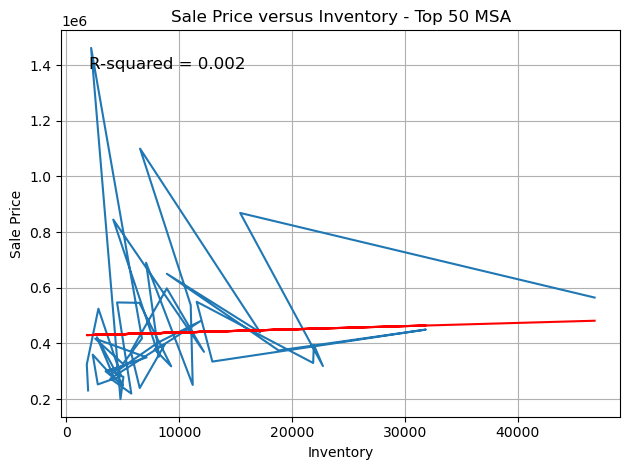 Sale Price versus Inventory - Top 50 MSA
1e6
R-squared = 0.002
1.4
1.2
1.0
0.8
0.6
0.4
0.2
Sale Price
0 10000 20000 30000 40000
Inventory